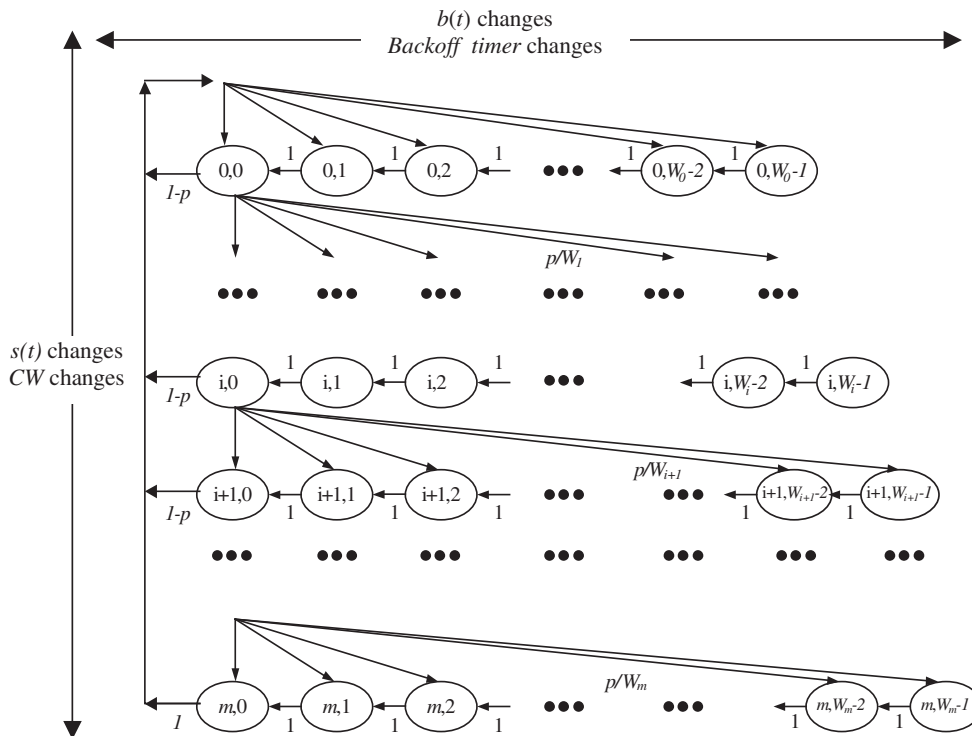 b(t) changes
Backoff timer changes
1 1 1 1 1
0,0 0,1 0,2 ••• 0,W₀-2 0,W₀-1
1-p
p/W₁
••• ••• ••• ••• ••• •••
s(t) changes
CW changes
1 1 1 1 1
i,0 i,1 i,2 ••• i,Wᵢ-2 i,Wᵢ-1
1-p
p/Wᵢ₊₁
i+1,0 i+1,1 i+1,2 ••• ••• i+1,Wᵢ₊₁-2 i+1,Wᵢ₊₁-1
1-p 1 1 1 1 1
••• ••• ••• ••• ••• ••• •••
p/Wₘ
m,0 m,1 m,2 ••• ••• m,Wₘ-2 m,Wₘ-1
1 1 1 1 1 1